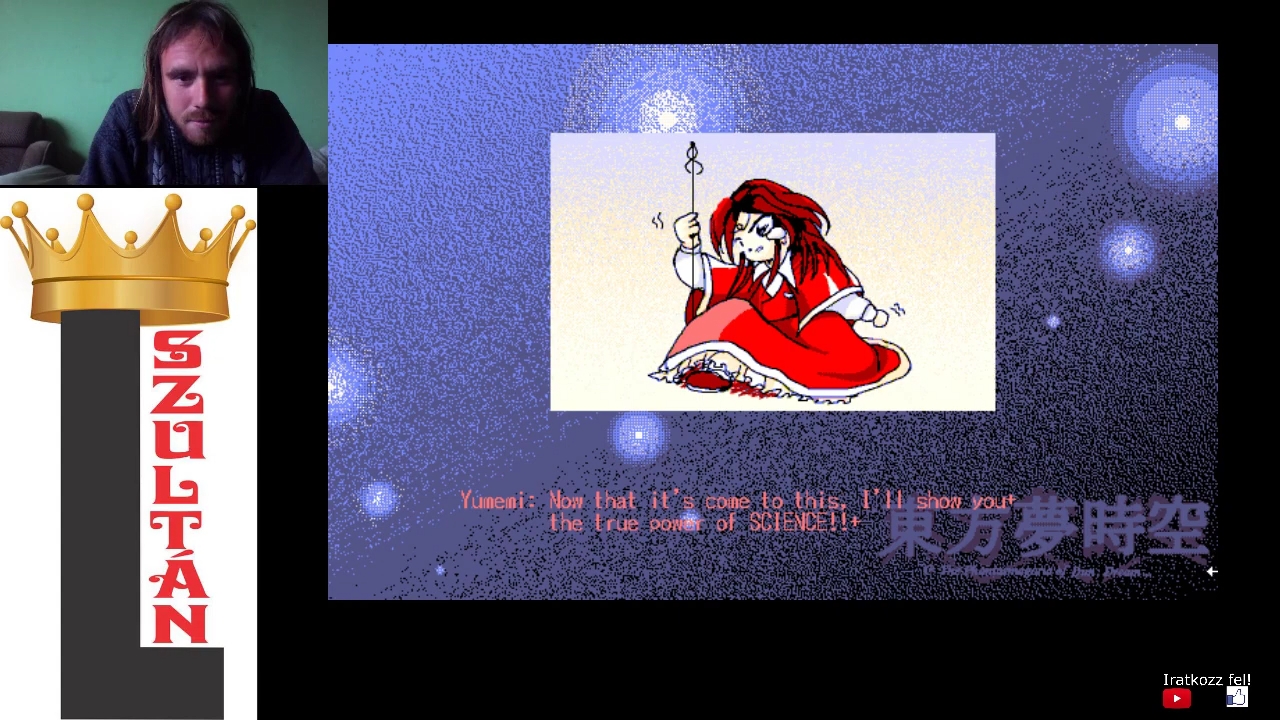 L
SZULTÁN
Yumemi: Now that it's come to this, I'll show you+
the true power of SCIENCE!!+
東方夢時空
Iratkozz fel!